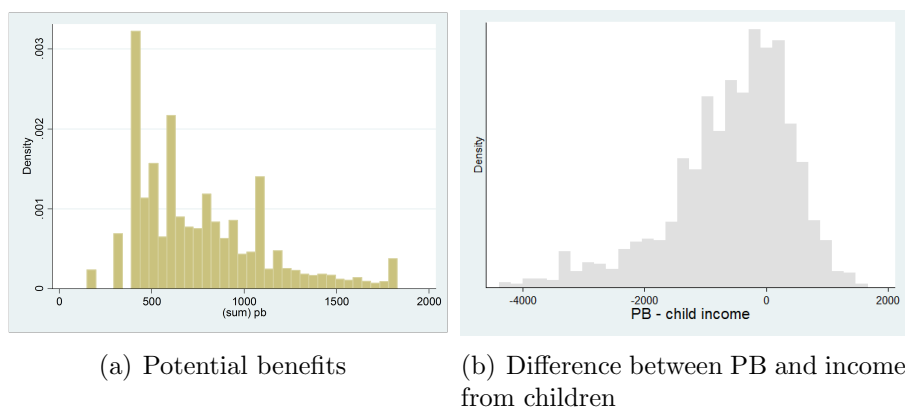 Density
0
.001
.002
.003
0
500
1000
1500
2000
(sum) pb
(a) Potential benefits
Density
-4000
-2000
0
2000
PB - child income
(b) Difference between PB and income
from children